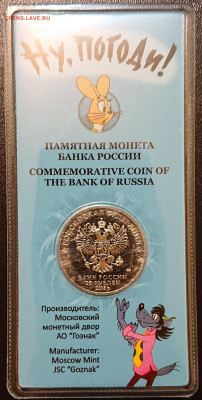 COINS.LAVE.RU
Ну, погоди!
ПАМЯТНАЯ МОНЕТА
БАНКА РОССИИ
COMMEMORATIVE COIN OF
THE BANK OF RUSSIA
БАНК РОССИИ
25 РУБЛЕЙ
2018 г.
Производитель:
Московский
монетный двор
АО "Гознак"
Manufacturer:
Moscow Mint
JSC "Goznak"